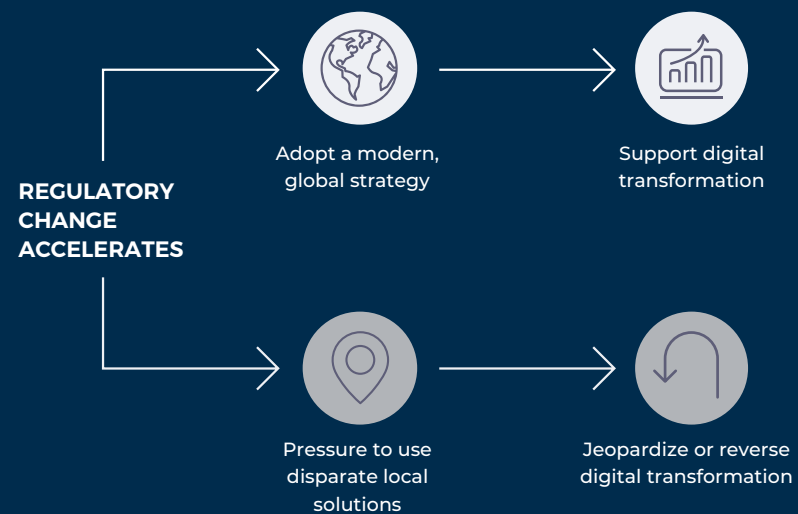 Adopt a modern,
global strategy
Support digital
transformation
REGULATORY
CHANGE
ACCELERATES
Pressure to use
disparate local
solutions
Jeopardize or reverse
digital transformation